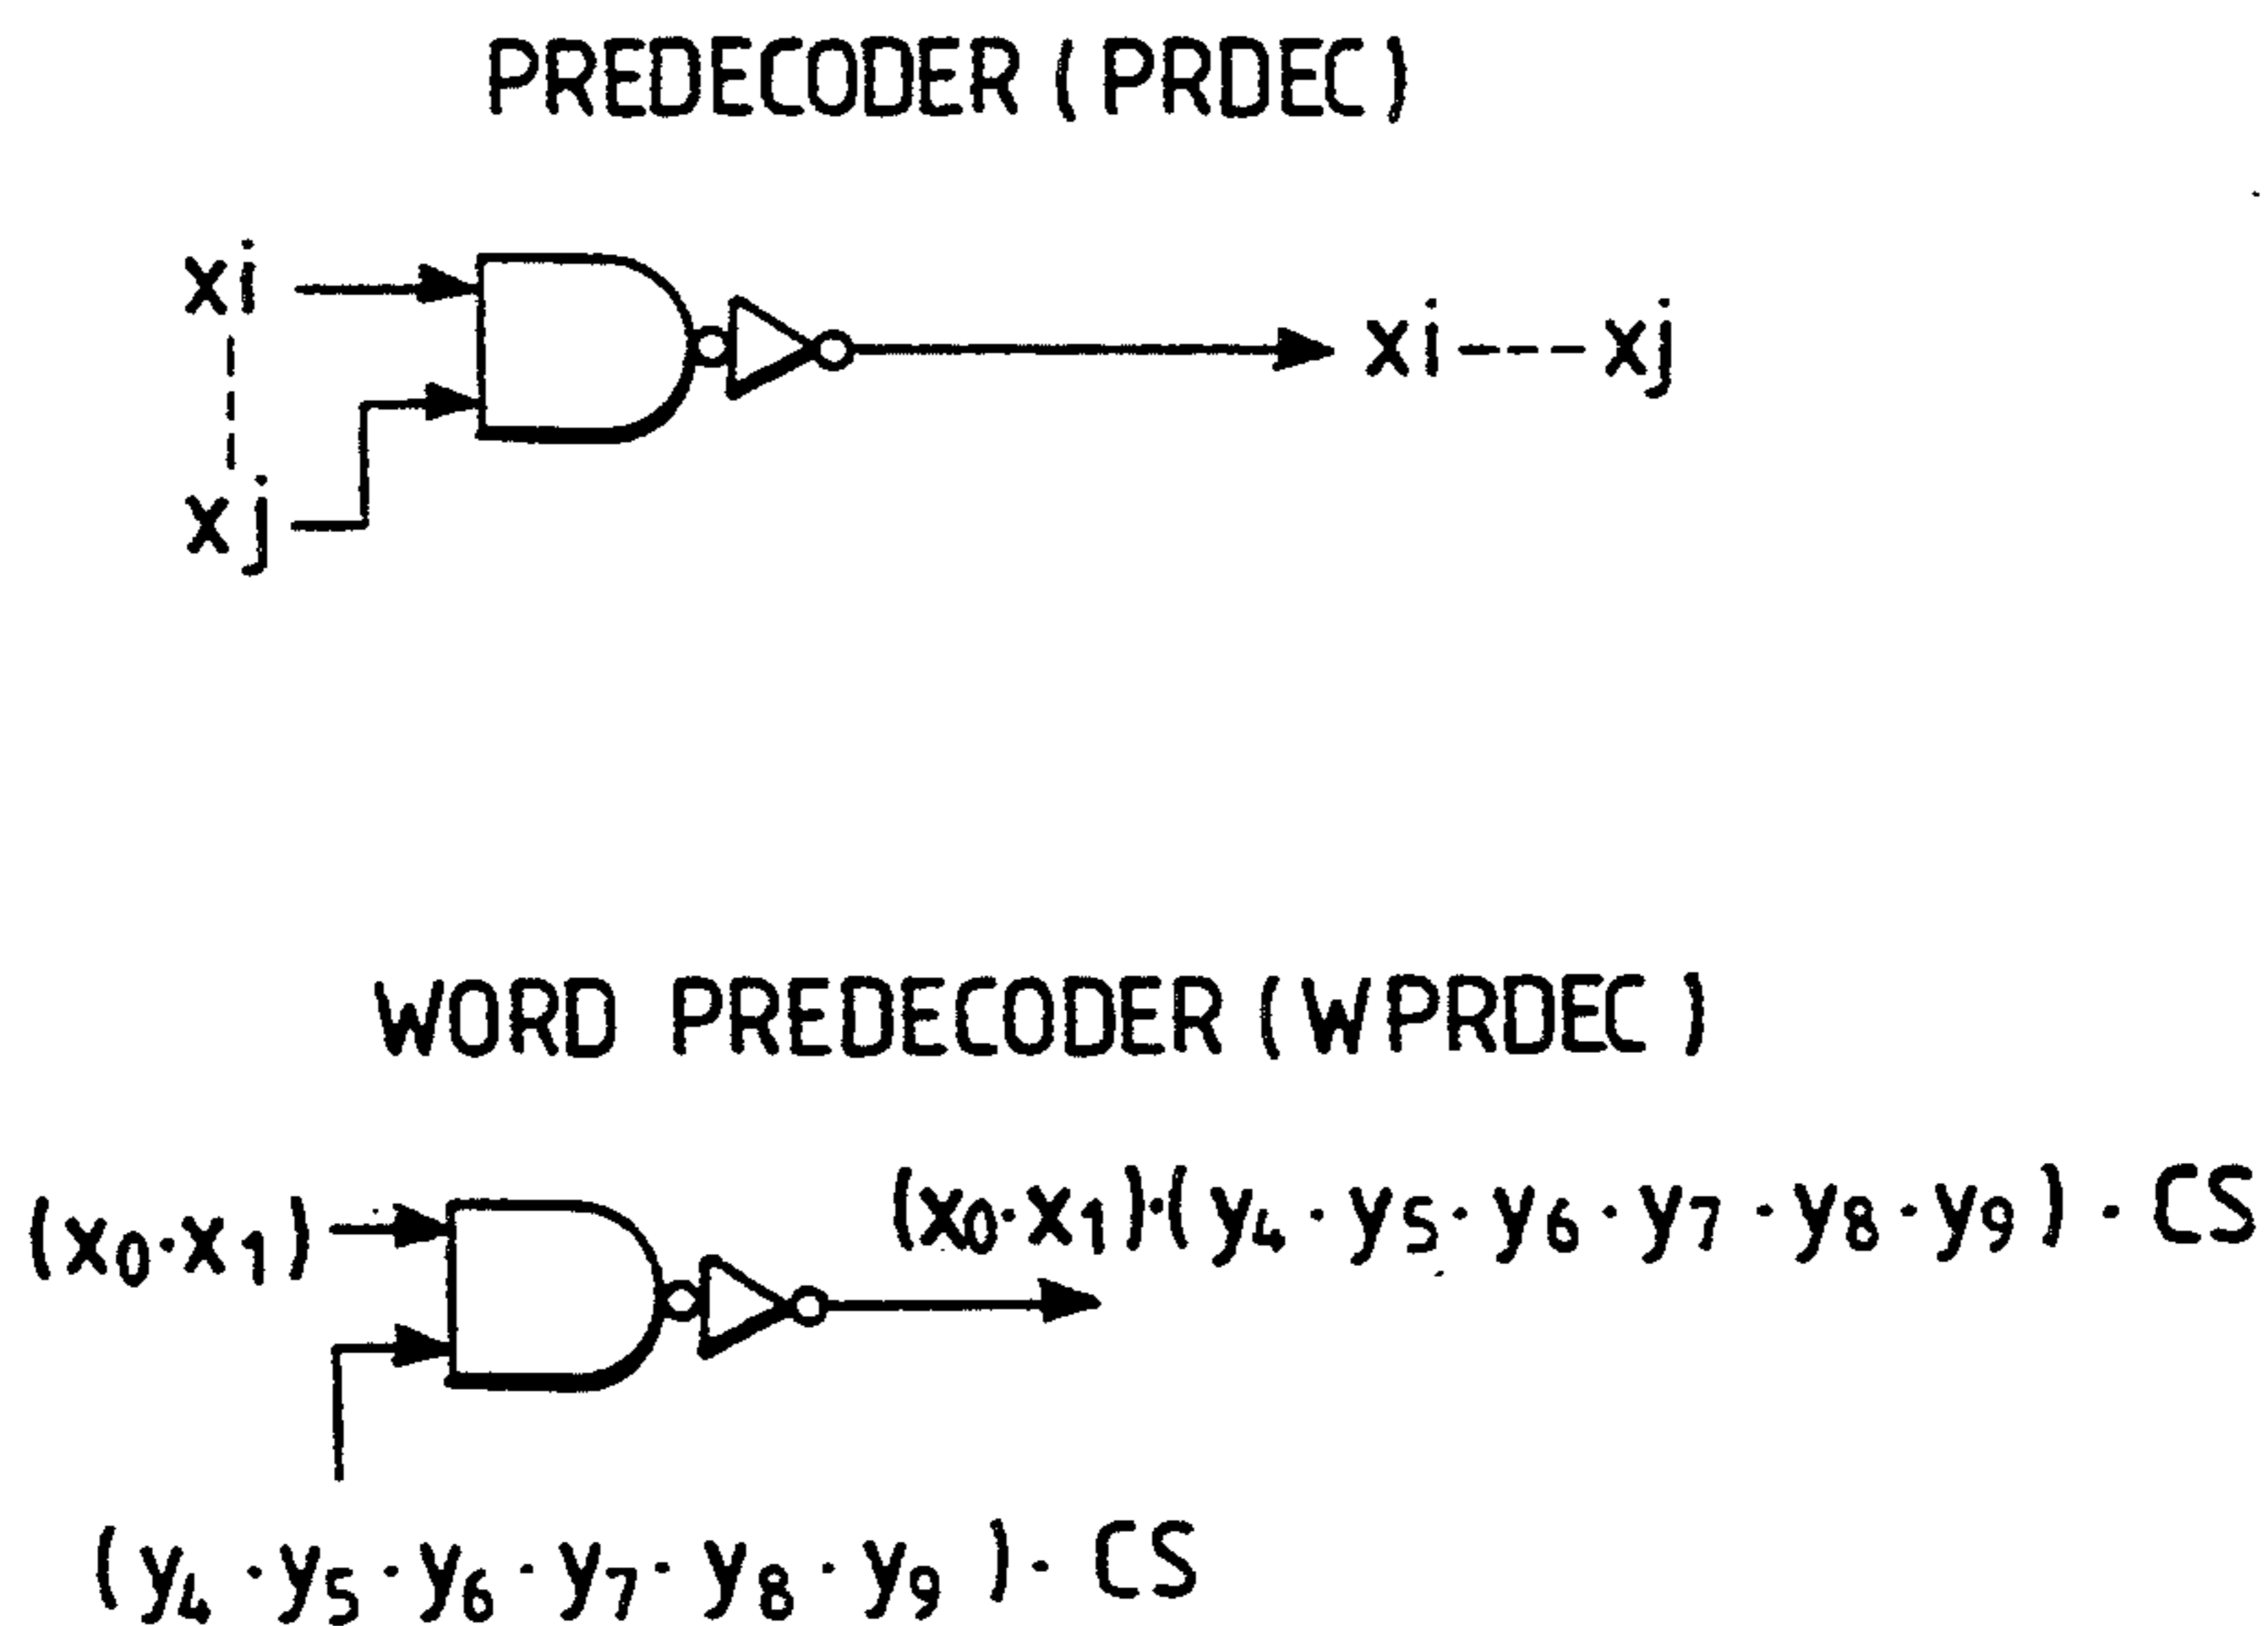 PREDECODER (PRDEC)
xi
xi---xj
xj
WORD PREDECODER (WPRDEC)
(x0·x1)
(x0·x1)·(y4·y5·y6·y7·y8·y9)·CS
(y4·y5·y6·y7·y8·y9)·CS